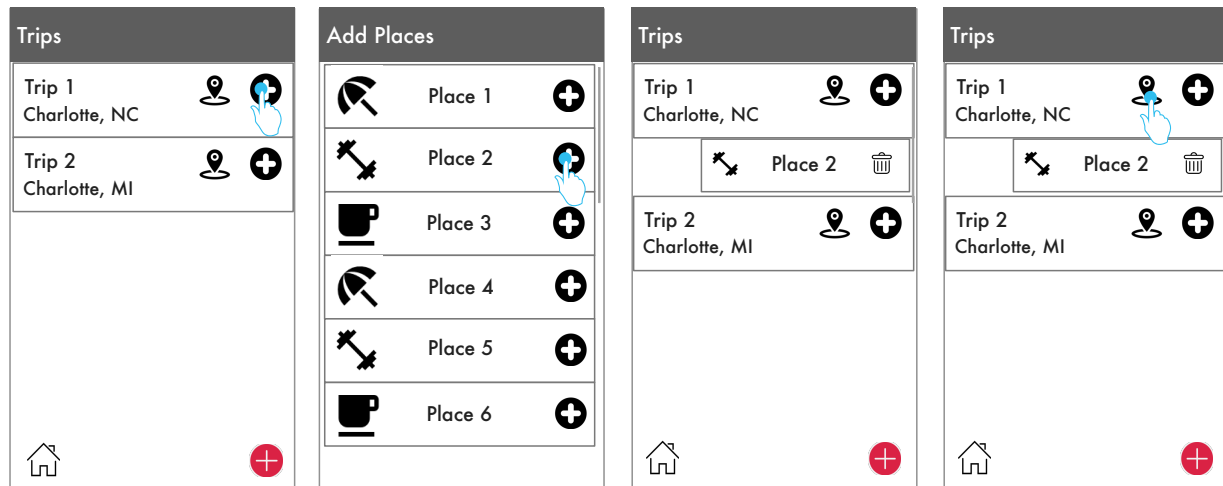 Trips
Trip 1
Charlotte, NC
Trip 2
Charlotte, MI
Add Places
Place 1
Place 2
Place 3
Place 4
Place 5
Place 6
Trips
Trip 1
Charlotte, NC
Place 2
Trip 2
Charlotte, MI
Trips
Trip 1
Charlotte, NC
Place 2
Trip 2
Charlotte, MI